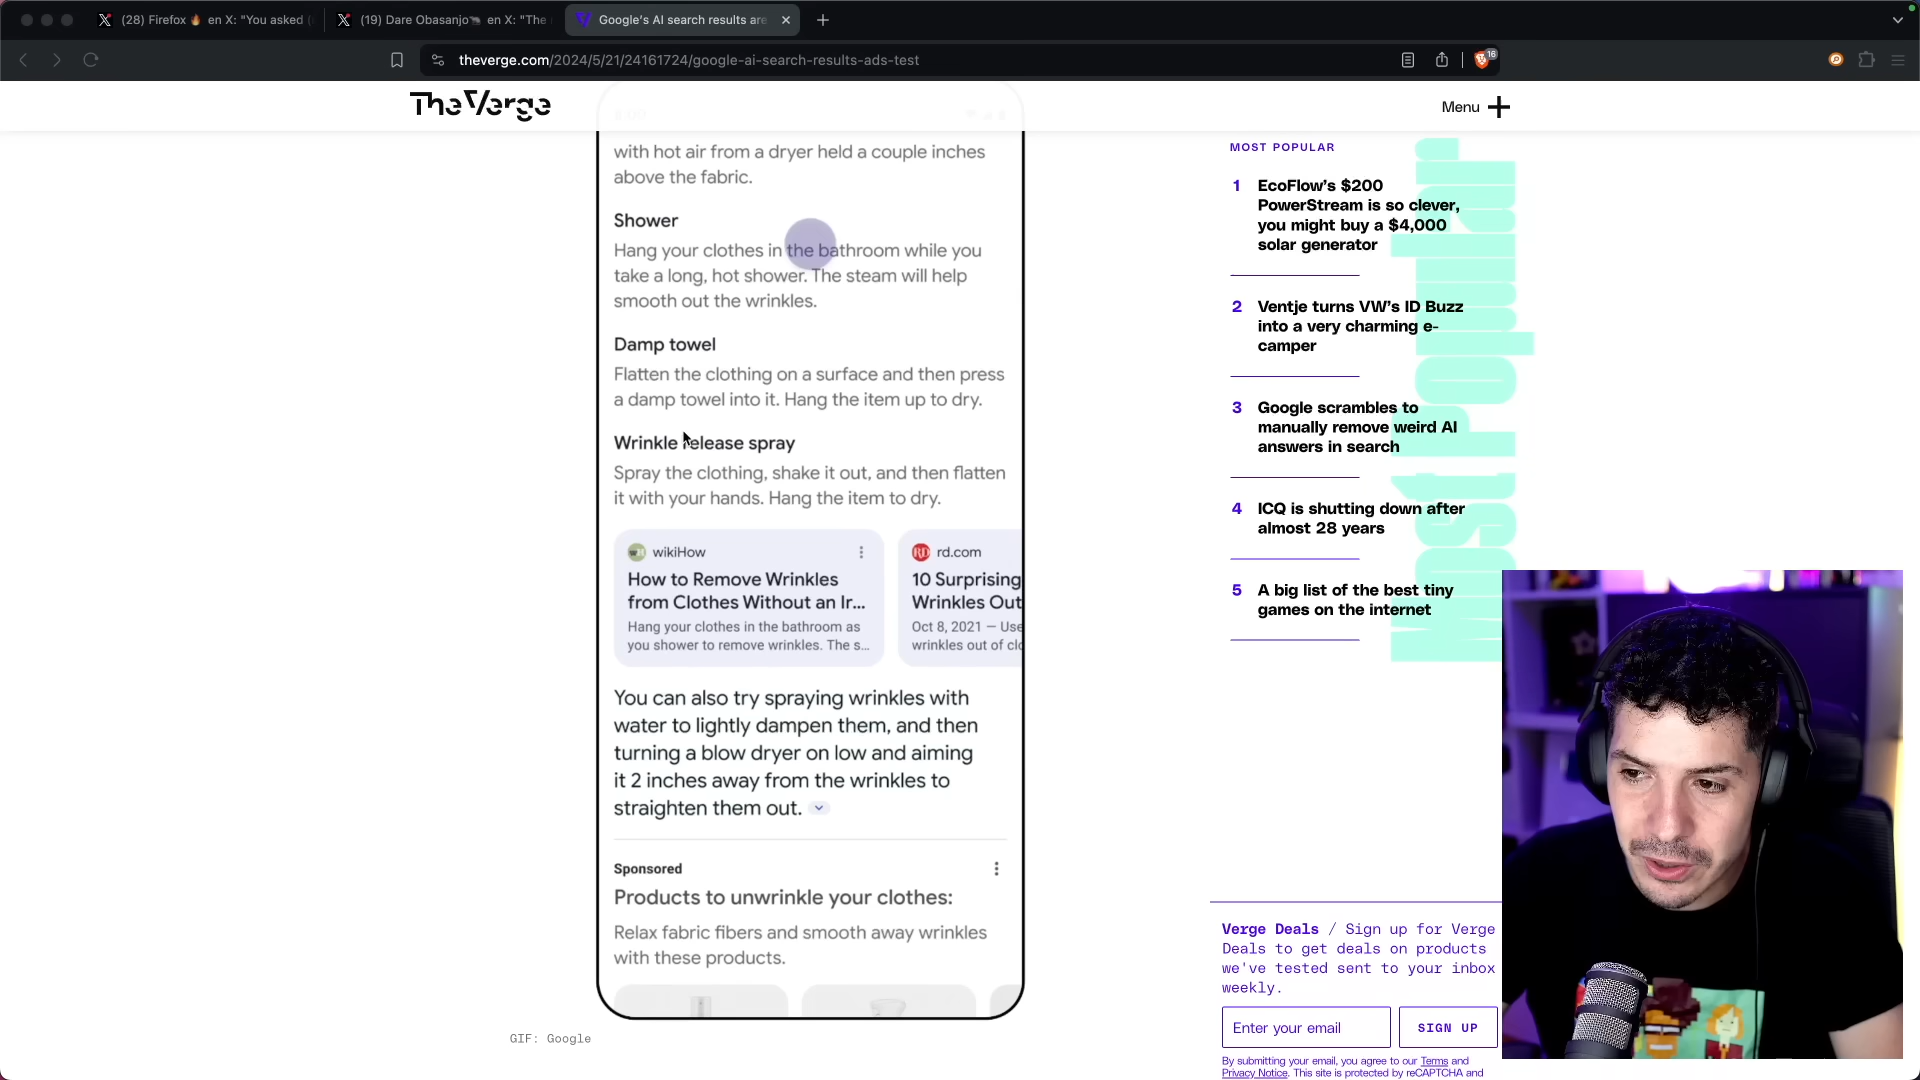 (28) Firefox 🔥 en X: "You asked
(19) Dare Obasanjo🐀 en X: "The
Google's AI search results are
theverge.com/2024/5/21/24161724/google-ai-search-results-ads-test
16
The Verge
Menu
with hot air from a dryer held a couple inches
above the fabric.
Shower
Hang your clothes in the bathroom while you
take a long, hot shower. The steam will help
smooth out the wrinkles.
Damp towel
Flatten the clothing on a surface and then press
a damp towel into it. Hang the item up to dry.
Wrinkle release spray
Spray the clothing, shake it out, and then flatten
it with your hands. Hang the item to dry.
wikiHow
How to Remove Wrinkles
from Clothes Without an Ir...
Hang your clothes in the bathroom as
you shower to remove wrinkles. The s...
RD rd.com
10 Surprising
Wrinkles Out
Oct 8, 2021 — Use
wrinkles out of clo
You can also try spraying wrinkles with
water to lightly dampen them, and then
turning a blow dryer on low and aiming
it 2 inches away from the wrinkles to
straighten them out.
Sponsored
Products to unwrinkle your clothes:
Relax fabric fibers and smooth away wrinkles
with these products.
GIF: Google
MOST POPULAR
1 EcoFlow's $200
PowerStream is so clever,
you might buy a $4,000
solar generator
2 Ventje turns VW's ID Buzz
into a very charming e-
camper
3 Google scrambles to
manually remove weird AI
answers in search
4 ICQ is shutting down after
almost 28 years
5 A big list of the best tiny
games on the internet
Most Popular
Verge Deals / Sign up for Verge
Deals to get deals on products
we've tested sent to your inbox
weekly.
Enter your email
SIGN UP
By submitting your email, you agree to our Terms and
Privacy Notice. This site is protected by reCAPTCHA and